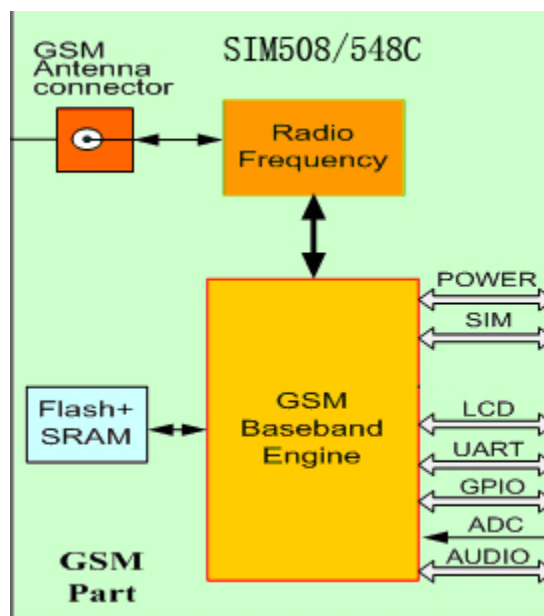 GSM
Antenna
connector
SIM508/548C
Radio
Frequency
POWER
SIM
Flash+
SRAM
GSM
Baseband
Engine
LCD
UART
GPIO
ADC
AUDIO
GSM
Part